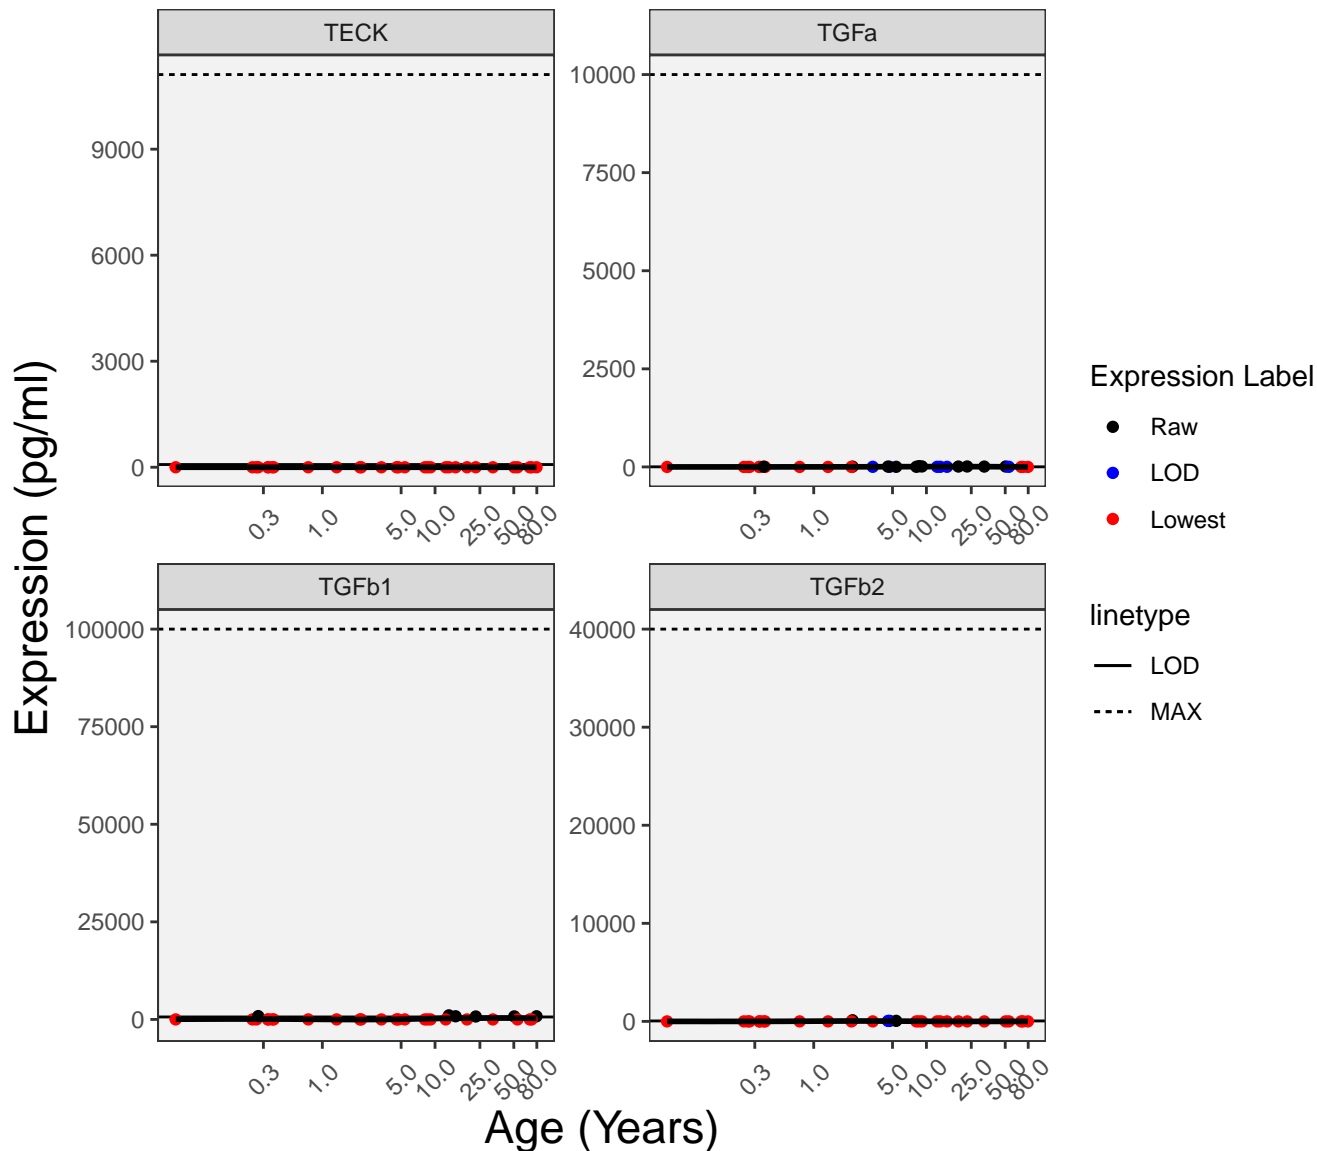 TECK
TGFa
9000
6000
3000
0
10000
7500
5000
2500
0
0.3 1.0 5.0 10.0 25.0 50.0 80.0
0.3 1.0 5.0 10.0 25.0 50.0 80.0
TGFb1
TGFb2
100000
75000
50000
25000
0
40000
30000
20000
10000
0
0.3 1.0 5.0 10.0 25.0 50.0 80.0
0.3 1.0 5.0 10.0 25.0 50.0 80.0
Expression (pg/ml)
Age (Years)
Expression Label
Raw
LOD
Lowest
linetype
LOD
MAX